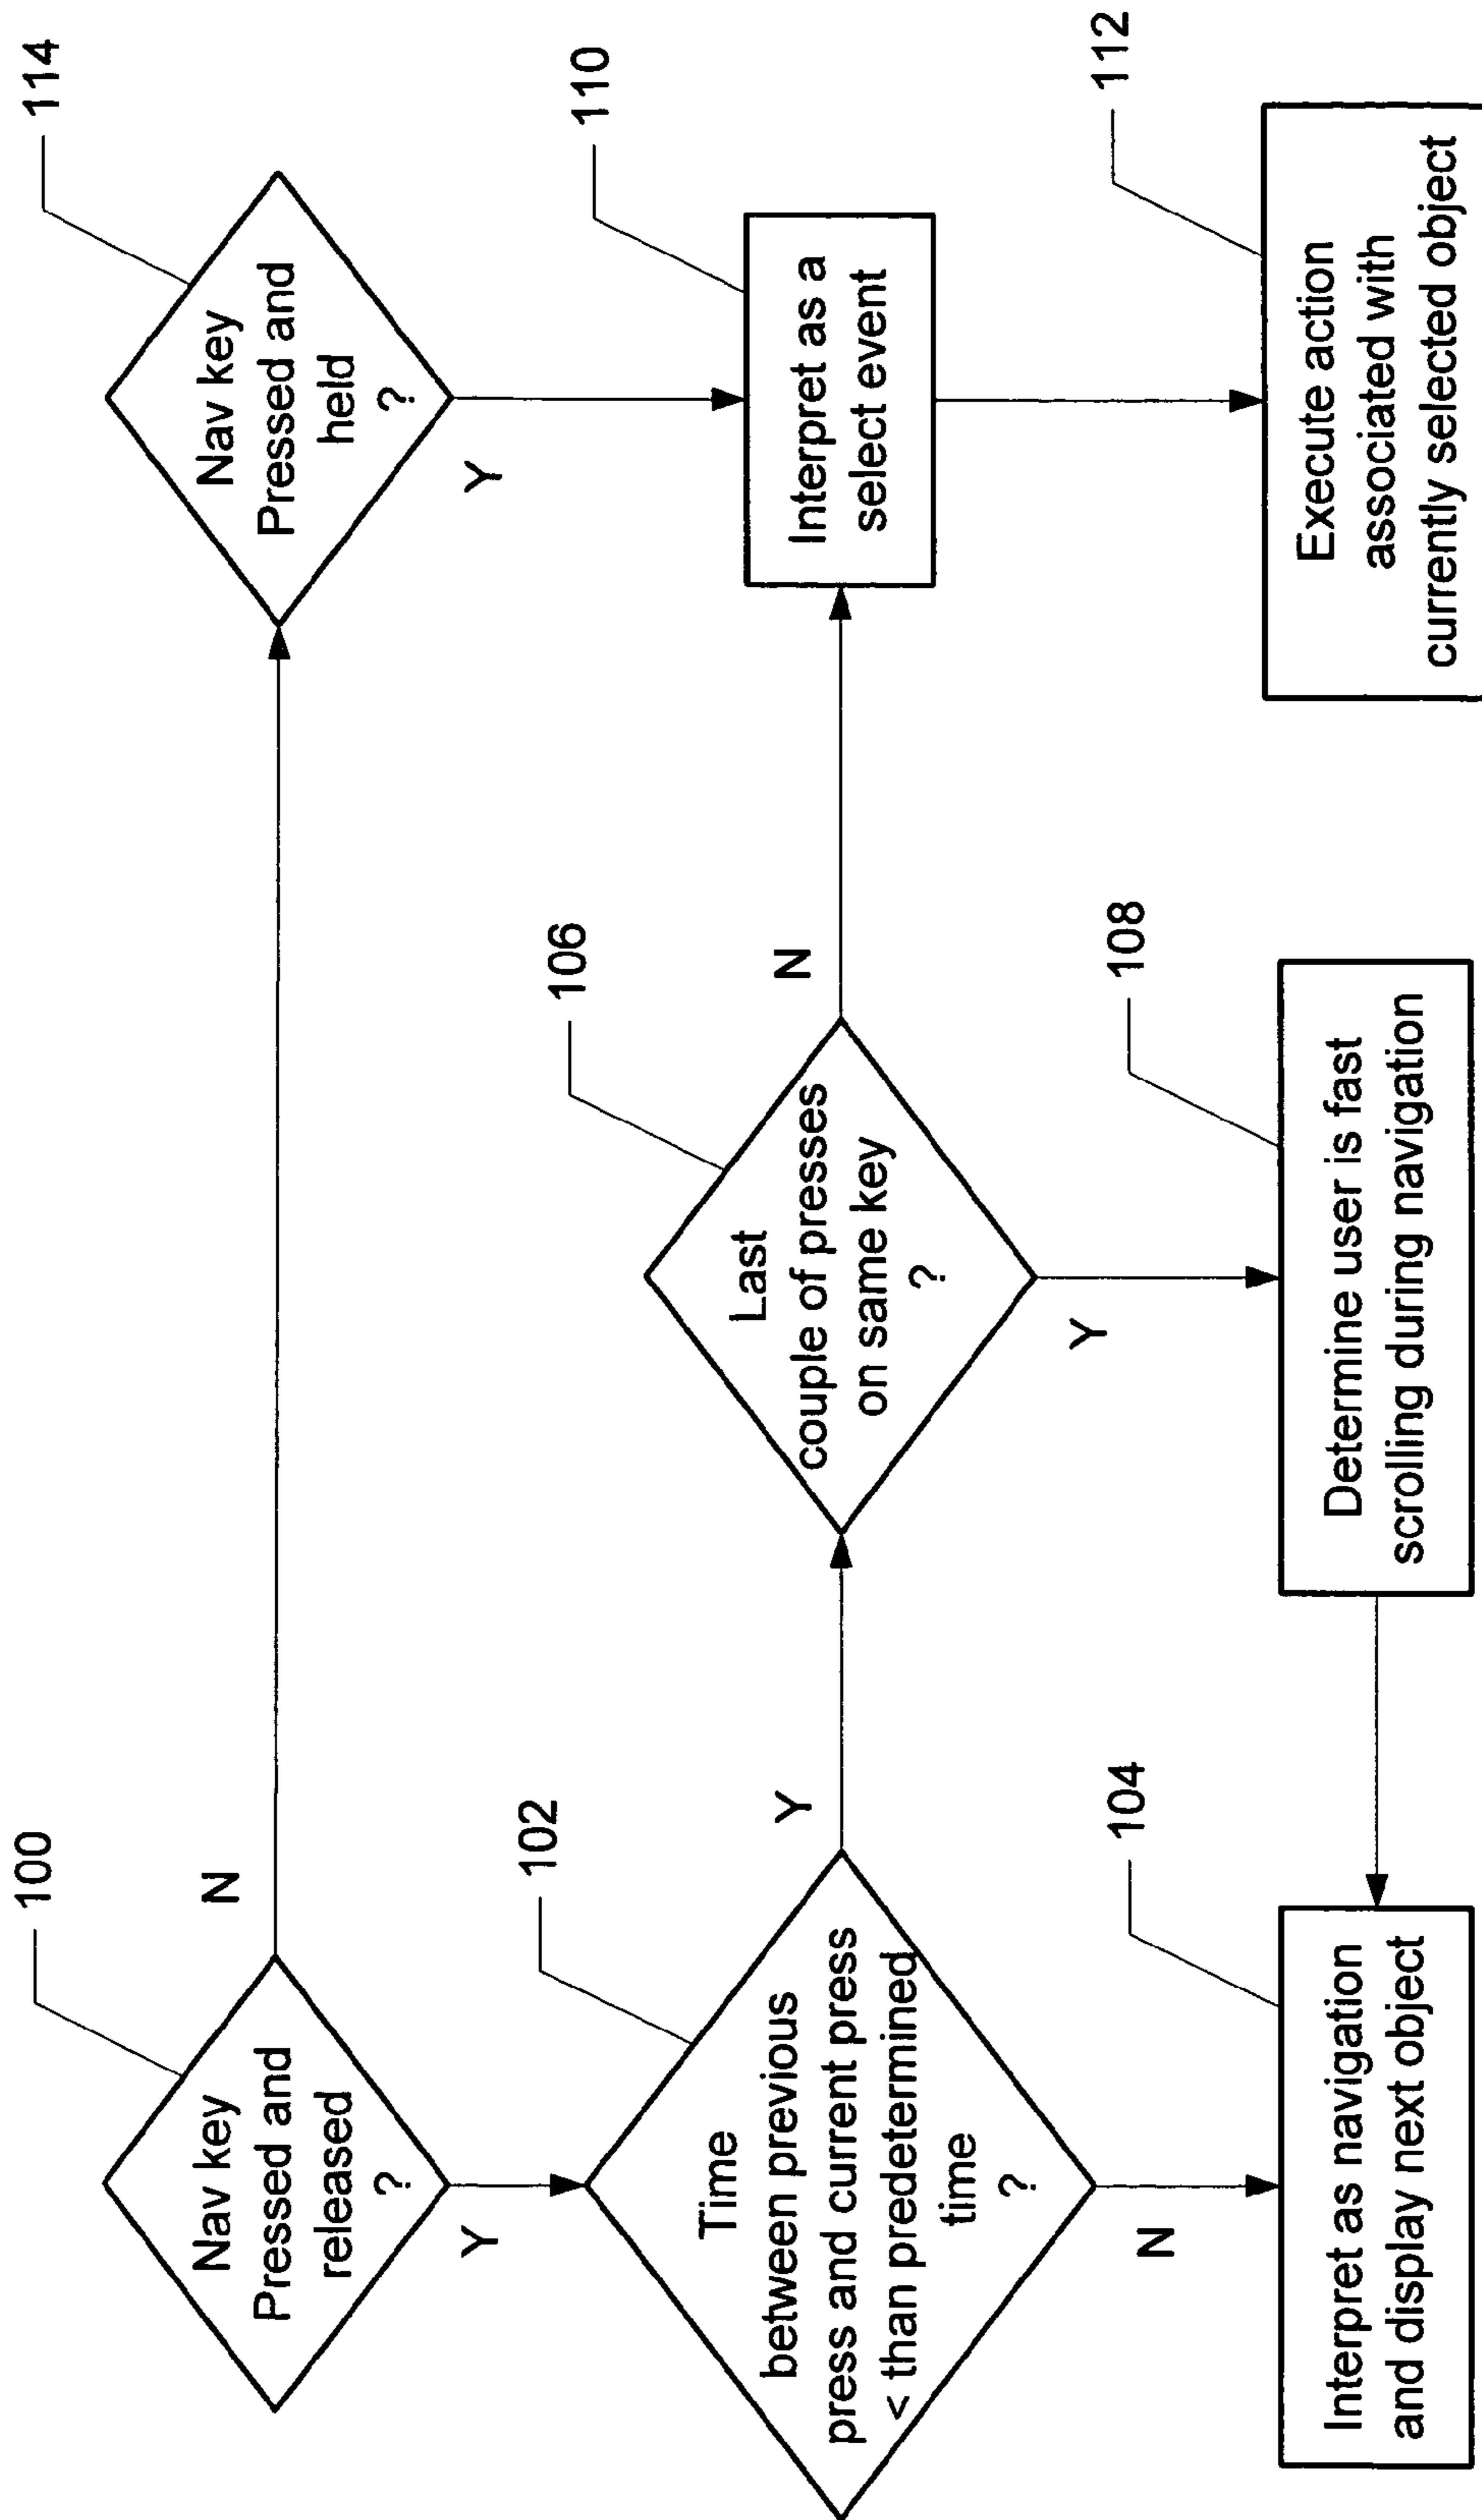 100
Nav key
Pressed and
released
?
N
Y
114
Nav key
Pressed and
held
?
Y
102
Time
between previous
press and current press
< than predetermined
time
?
Y
N
106
Last
couple of presses
on same key
?
N
Y
110
Interpret as a
select event
104
Interpret as navigation
and display next object
108
Determine user is fast
scrolling during navigation
112
Execute action
associated with
currently selected object